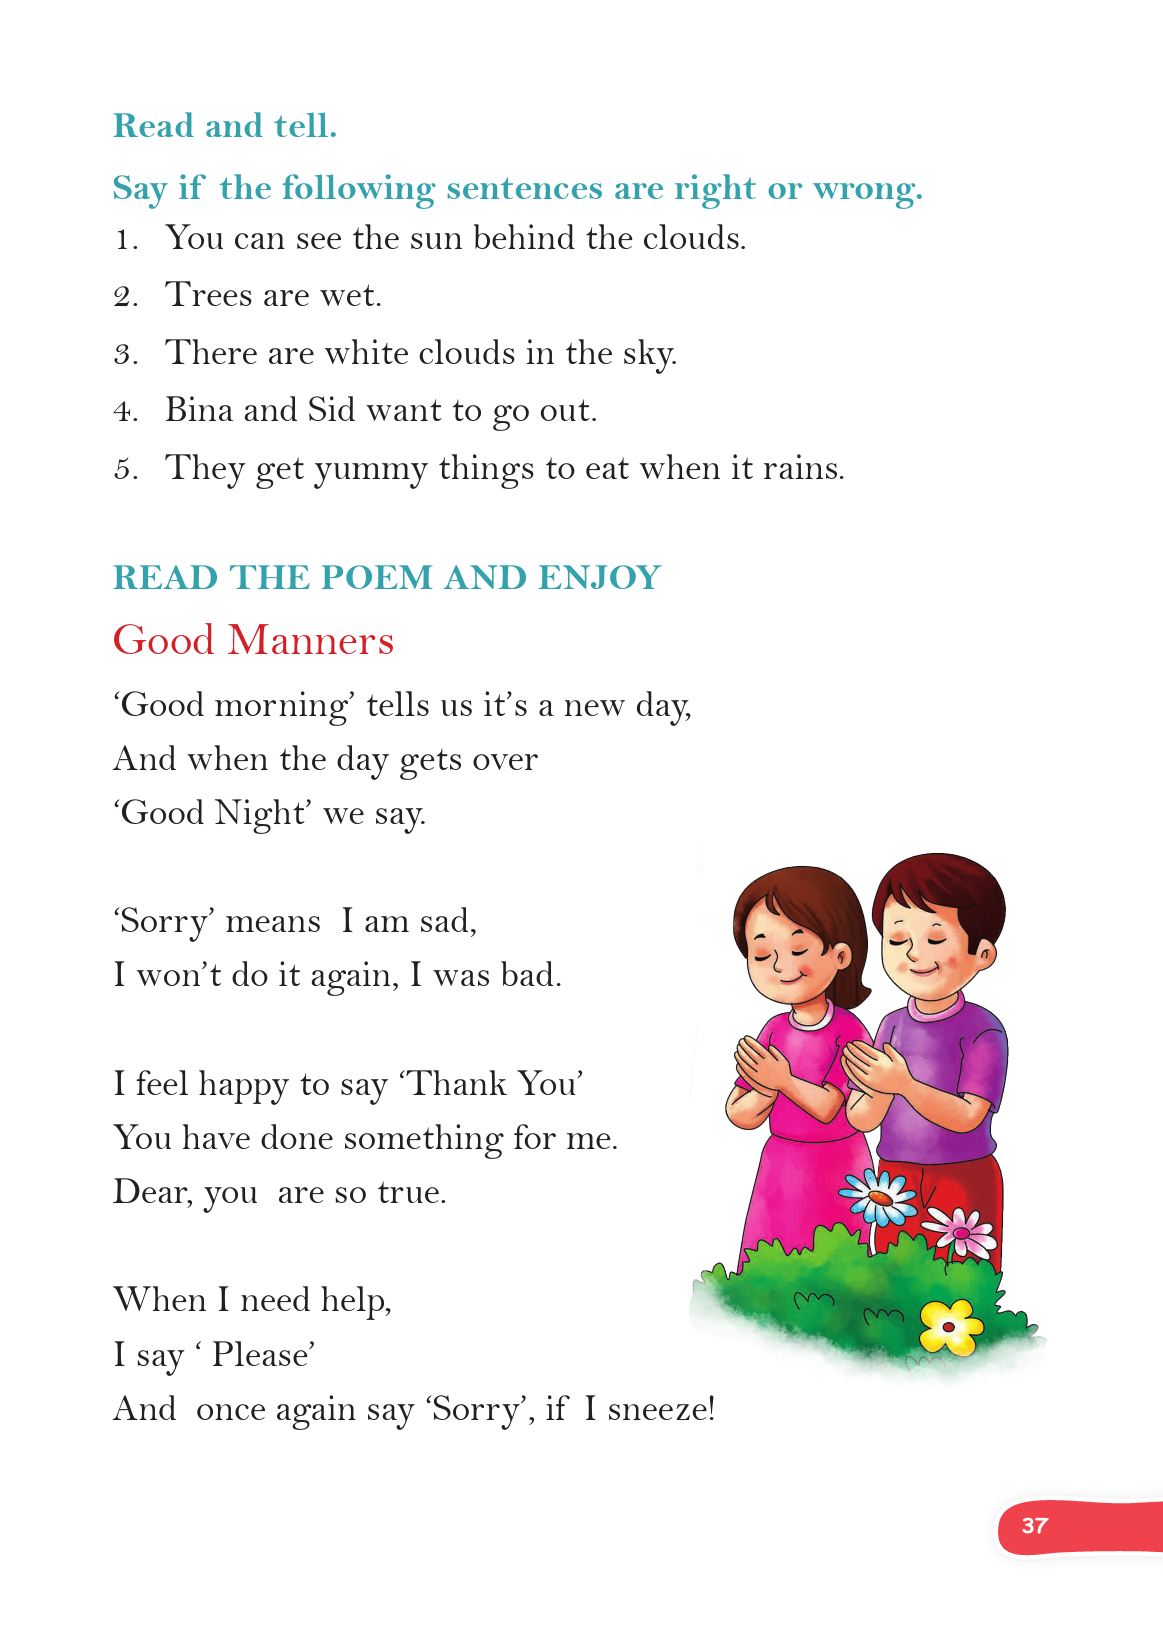 Read and tell.
Say if the following sentences are right or wrong.
1. You can see the sun behind the clouds.
2. Trees are wet.
3. There are white clouds in the sky.
4. Bina and Sid want to go out.
5. They get yummy things to eat when it rains.
READ THE POEM AND ENJOY
Good Manners
‘Good morning’ tells us it’s a new day,
And when the day gets over
‘Good Night’ we say.
‘Sorry’ means I am sad,
I won’t do it again, I was bad.
I feel happy to say ‘Thank You’
You have done something for me.
Dear, you are so true.
When I need help,
I say ‘ Please’
And once again say ‘Sorry’, if I sneeze!
37